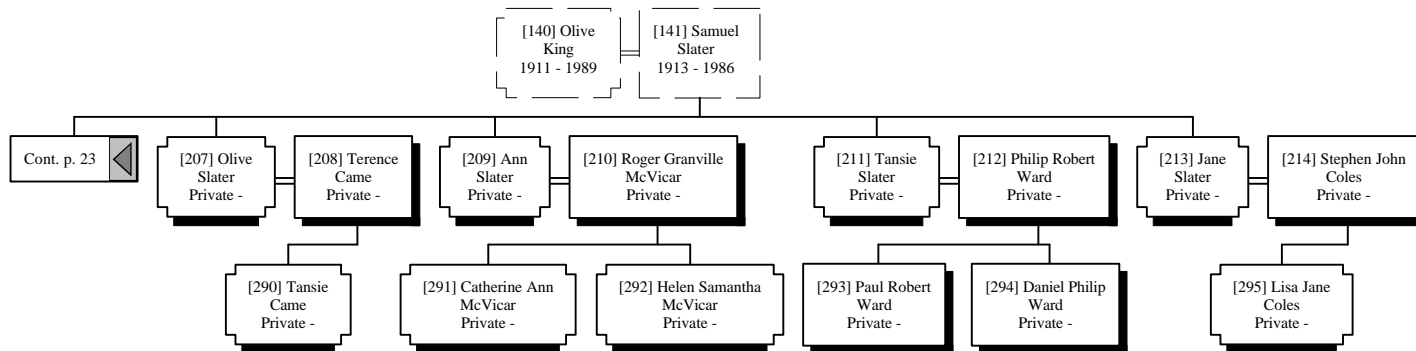 [140] Olive
King
1911 - 1989
[141] Samuel
Slater
1913 - 1986
Cont. p. 23
[207] Olive
Slater
Private -
[208] Terence
Came
Private -
[209] Ann
Slater
Private -
[210] Roger Granville
McVicar
Private -
[211] Tansie
Slater
Private -
[212] Philip Robert
Ward
Private -
[213] Jane
Slater
Private -
[214] Stephen John
Coles
Private -
[290] Tansie
Came
Private -
[291] Catherine Ann
McVicar
Private -
[292] Helen Samantha
McVicar
Private -
[293] Paul Robert
Ward
Private -
[294] Daniel Philip
Ward
Private -
[295] Lisa Jane
Coles
Private -